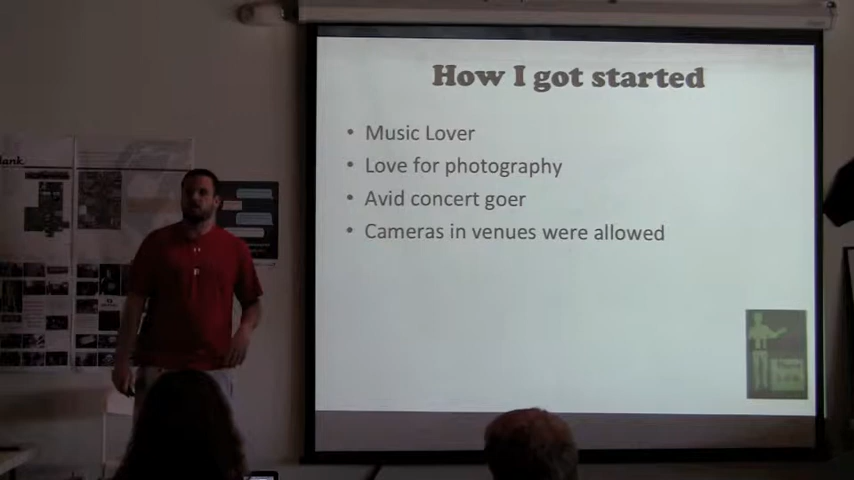 How I got started
• Music Lover
• Love for photography
• Avid concert goer
• Cameras in venues were allowed